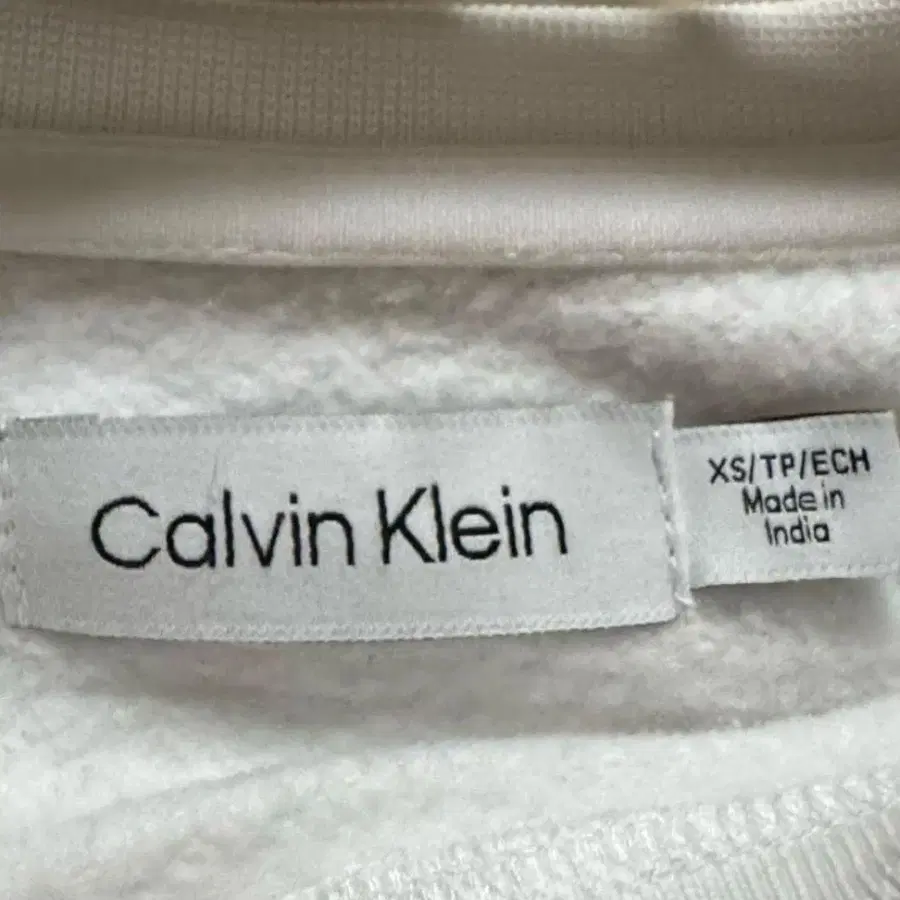 Calvin Klein
XS/TP/ECH
Made in
India